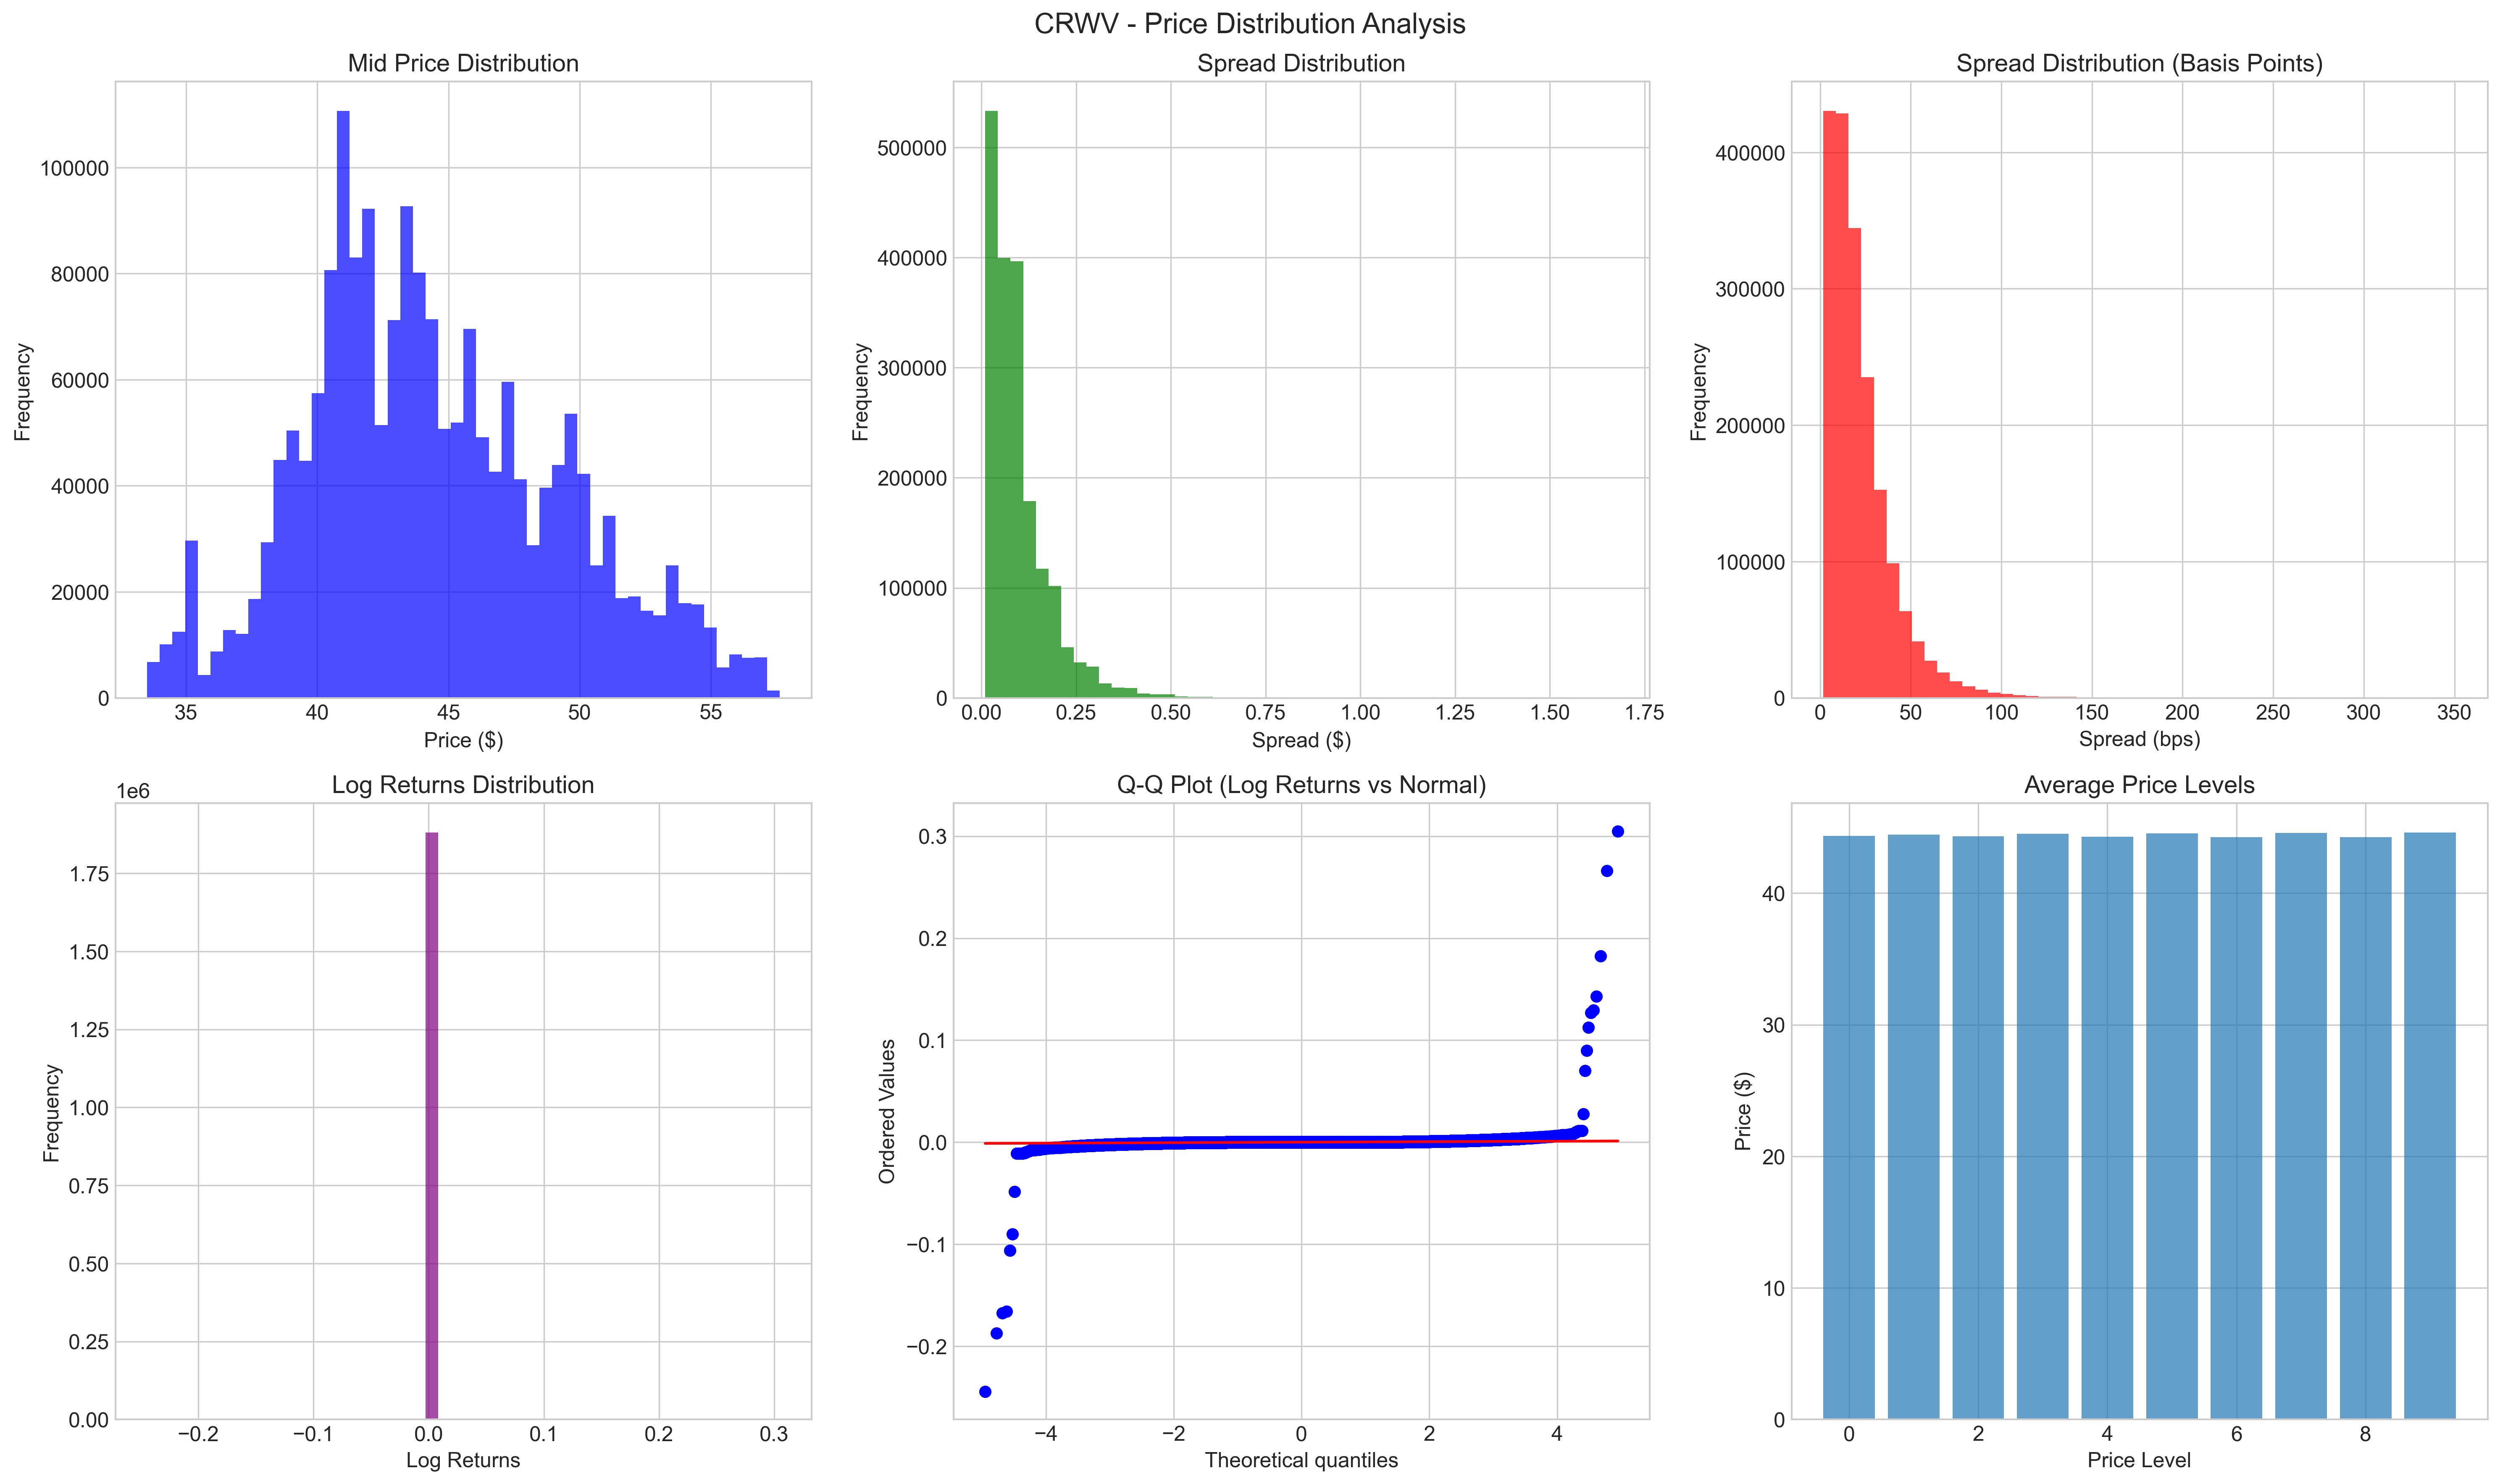 CRWV - Price Distribution Analysis
Mid Price Distribution
Frequency
100000
80000
60000
40000
20000
0
35 40 45 50 55
Price ($)
Spread Distribution
Frequency
500000
400000
300000
200000
100000
0
0.00 0.25 0.50 0.75 1.00 1.25 1.50 1.75
Spread ($)
Spread Distribution (Basis Points)
Frequency
400000
300000
200000
100000
0
0 50 100 150 200 250 300 350
Spread (bps)
Log Returns Distribution
1e6
Frequency
1.75
1.50
1.25
1.00
0.75
0.50
0.25
0.00
−0.2 −0.1 0.0 0.1 0.2 0.3
Log Returns
Q-Q Plot (Log Returns vs Normal)
Ordered Values
0.3
0.2
0.1
0.0
−0.1
−0.2
−4 −2 0 2 4
Theoretical quantiles
Average Price Levels
Price ($)
40
30
20
10
0
0 2 4 6 8
Price Level